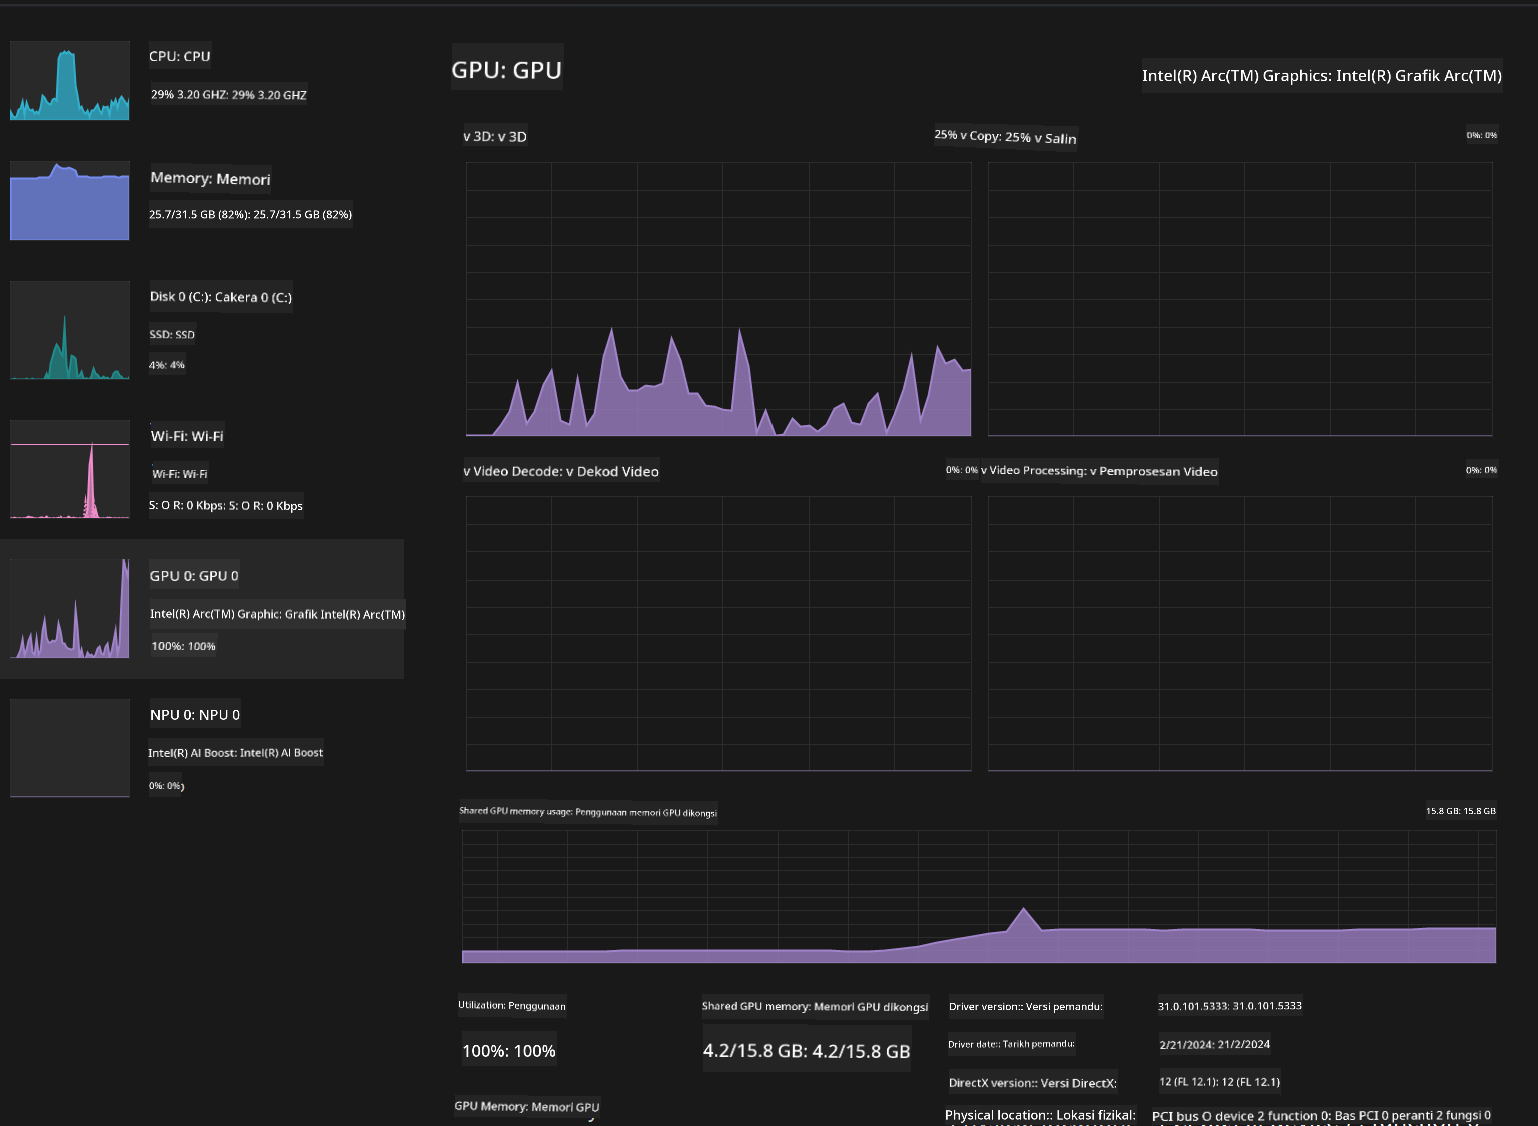 CPU: CPU
29% 3.20 GHZ: 29% 3.20 GHZ
Memory: Memori
25.7/31.5 GB (82%): 25.7/31.5 GB (82%)
Disk 0 (C:): Cakera 0 (C:)
SSD: SSD
4%: 4%
Wi-Fi: Wi-Fi
Wi-Fi: Wi-Fi
S: O R: 0 Kbps: S: O R: 0 Kbps
GPU 0: GPU 0
Intel(R) Arc(TM) Graphic: Grafik Intel(R) Arc(TM)
100%: 100%
NPU 0: NPU 0
Intel(R) AI Boost: Intel(R) AI Boost
0%: 0%)
GPU: GPU
Intel(R) Arc(TM) Graphics: Intel(R) Grafik Arc(TM)
v 3D: v 3D
25% v Copy: 25% v Salin
0%: 0%
v Video Decode: v Dekod Video
0%: 0%
v Video Processing: v Pemprosesan Video
0%: 0%
Shared GPU memory usage: Penggunaan memori GPU dikongsi
15.8 GB: 15.8 GB
Utilization: Penggunaan
100%: 100%
Shared GPU memory: Memori GPU dikongsi
4.2/15.8 GB: 4.2/15.8 GB
GPU Memory: Memori GPU
Driver version:: Versi pemandu:
31.0.101.5333: 31.0.101.5333
Driver date:: Tarikh pemandu:
2/21/2024: 21/2/2024
DirectX version:: Versi DirectX:
12 (FL 12.1): 12 (FL 12.1)
Physical location:: Lokasi fizikal:
PCI bus O device 2 function 0: Bas PCI 0 peranti 2 fungsi 0